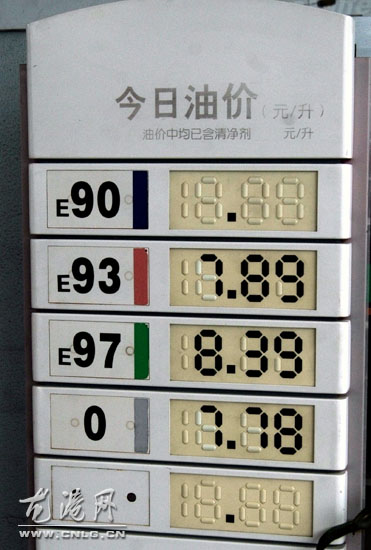 今日油价（元/升）
油价中均已含清净剂 元/升
E90 .
E93 7.89
E97 8.39
0 7.78
. .
龙港网
WWW.CNLG.CN